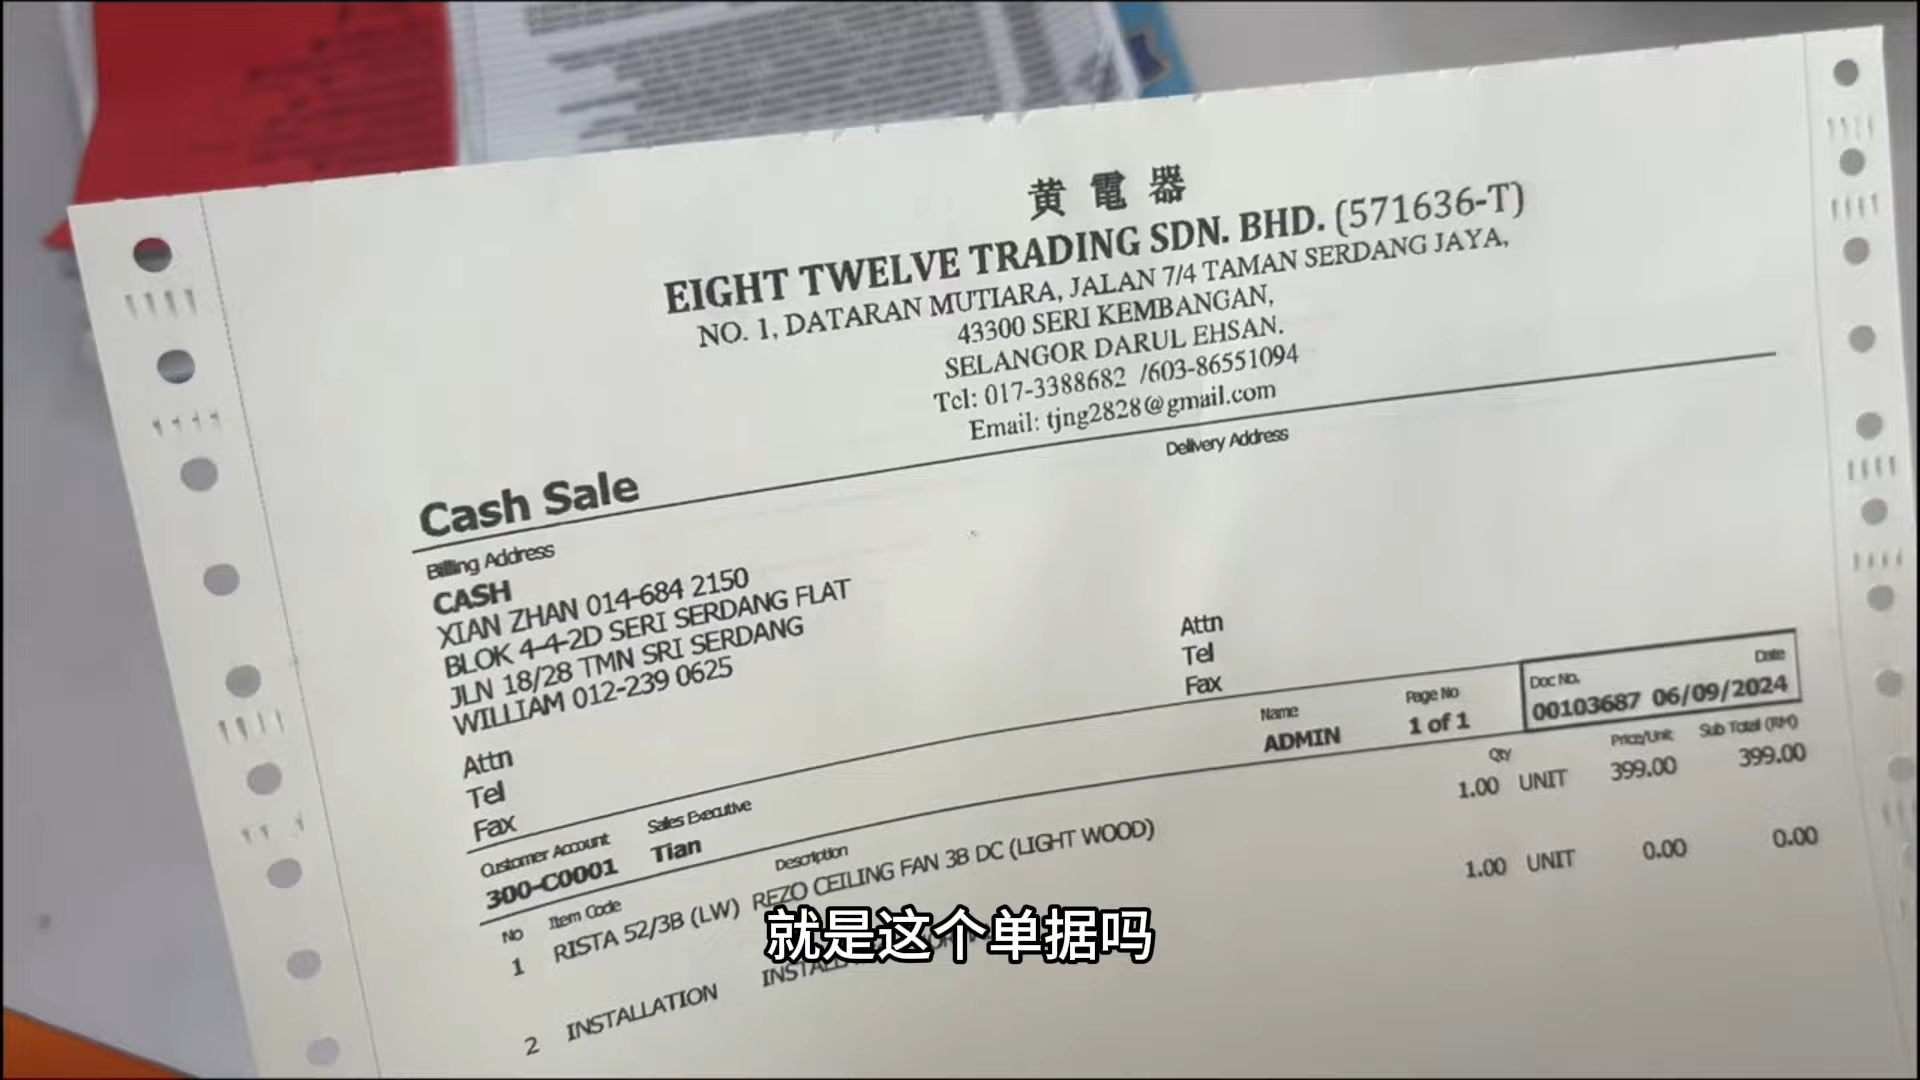 黄電器
EIGHT TWELVE TRADING SDN. BHD. (571636-T)
NO. 1, DATARAN MUTIARA, JALAN 7/4 TAMAN SERDANG JAYA,
43300 SERI KEMBANGAN,
SELANGOR DARUL EHSAN.
Tel: 017-3388682 /603-86551094
Email: tjng2828@gmail.com
Cash Sale
Delivery Address
Billing Address
CASH
XIAN ZHAN 014-684 2150
BLOK 4-4-2D SERI SERDANG FLAT
JLN 18/28 TMN SRI SERDANG
WILLIAM 012-239 0625
Attn
Tel
Fax
Attn
Tel
Fax
Customer Account Sales Executive Name Page No Doc No. Date
300-C0001 Tian ADMIN 1 of 1 00103687 06/09/2024
No Item Code Description Qty Price/Unit Sub Total (RM)
1 RISTA 52/3B (LW) REZO CEILING FAN 3B DC (LIGHT WOOD) 1.00 UNIT 399.00 399.00
2 INSTALLATION 1.00 UNIT 0.00 0.00
就是这个单据吗